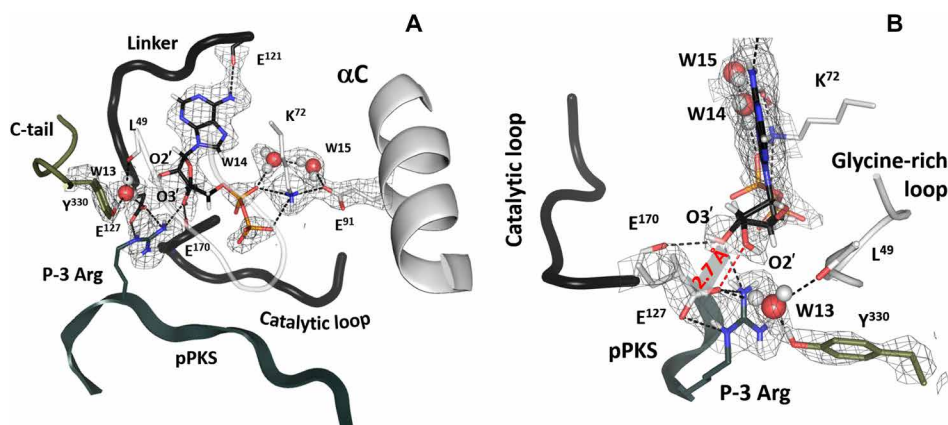 A
Linker
E121
αC
C-tail
L49
K72
W15
O2′
W14
W13
O3′
Y330
E127
E170
E91
P-3 Arg
Catalytic loop
pPKS
B
W15
K72
W14
Catalytic loop
Glycine-rich
loop
E170
O3′
O2′
L49
2.7 Å
W13
E127
Y330
pPKS
P-3 Arg